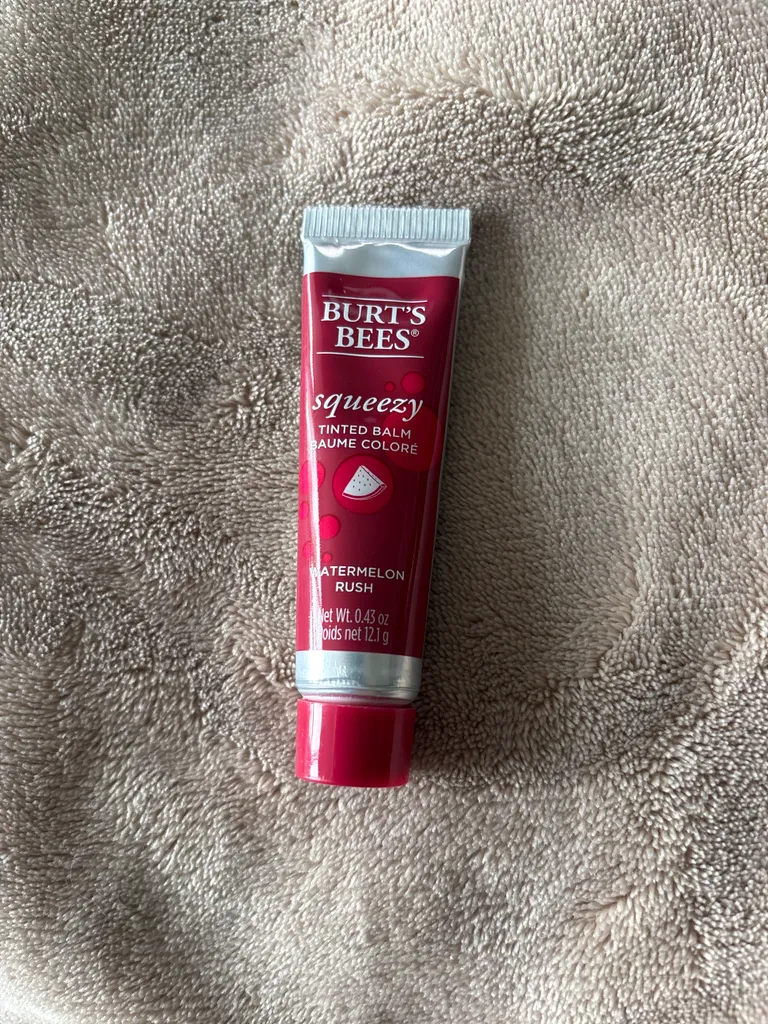 BURT'S
BEES®
squeezy
TINTED BALM
BAUME COLORÉ
WATERMELON
RUSH
Net Wt. 0.43 oz
Poids net 12.1 g